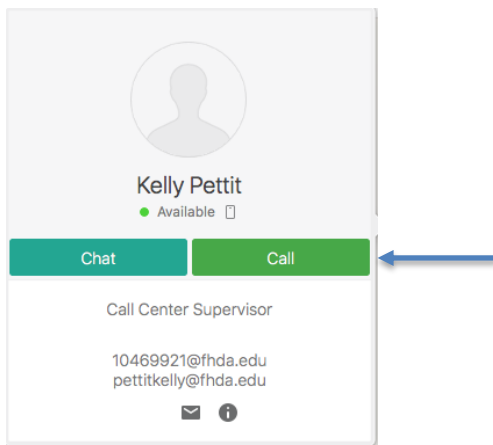 Kelly Pettit
Available
Chat
Call
Call Center Supervisor
10469921@fhda.edu
pettitkelly@fhda.edu